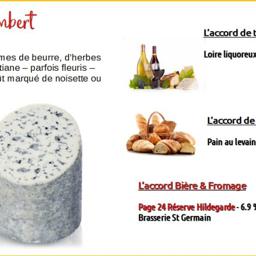 mbert
mes de beurre, d'herbes
tiane – parfois fleuris –
ût marqué de noisette ou
L'accord de t
Loire liquoreux
L'accord de
Pain au levain
L'accord Bière & Fromage
Page 24 Réserve Hildegarde - 6.9 %
Brasserie St Germain